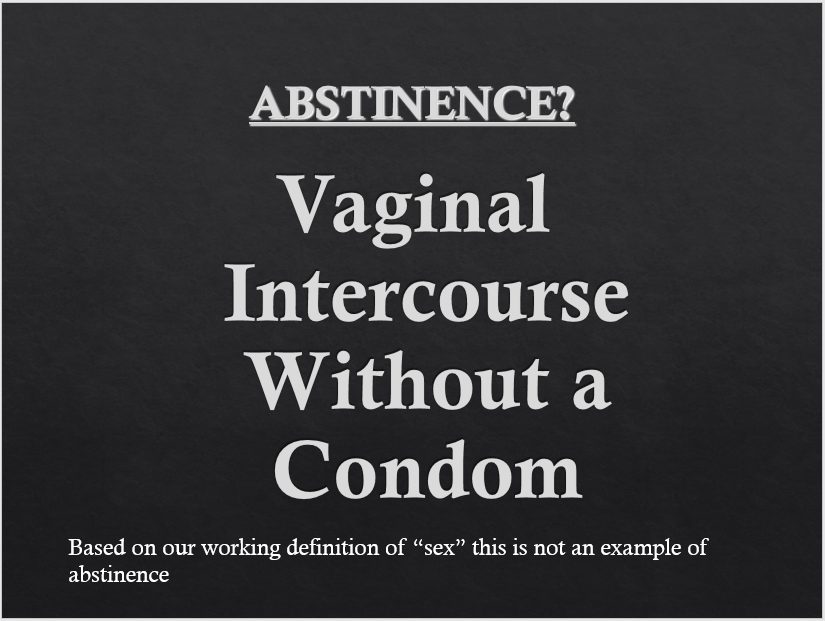 ABSTINENCE?
Vaginal
Intercourse
Without a
Condom
Based on our working definition of “sex” this is not an example of
abstinence